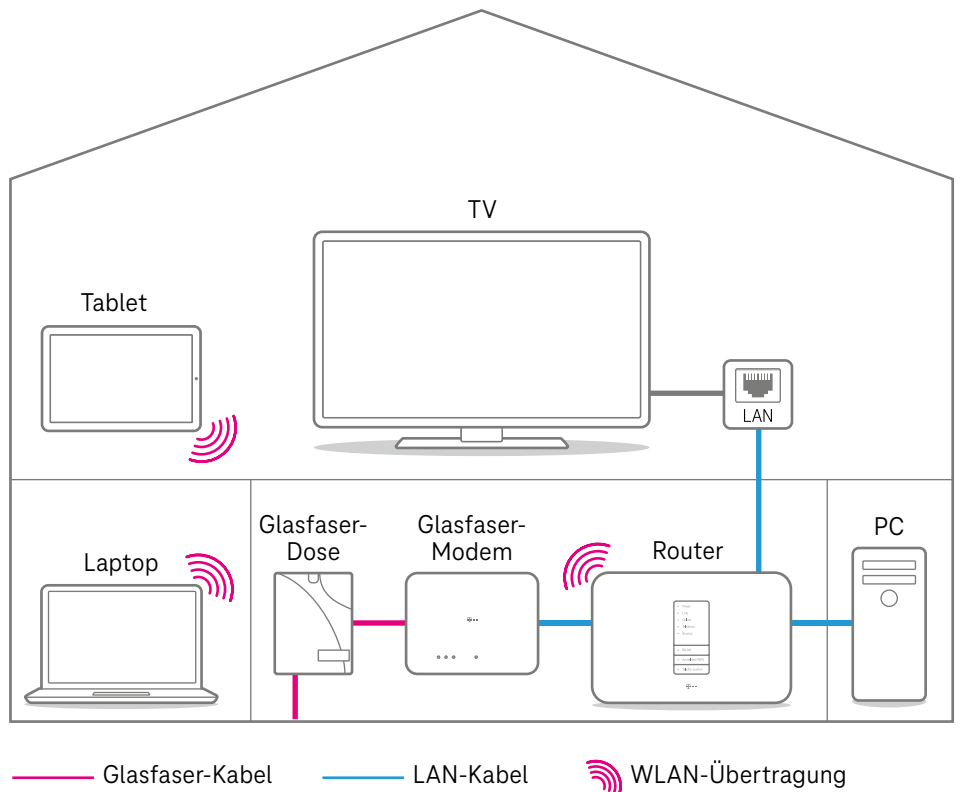 TV
Tablet
LAN
Glasfaser-
Dose
Glasfaser-
Modem
Router
PC
Laptop
Glasfaser-Kabel
LAN-Kabel
WLAN-Übertragung